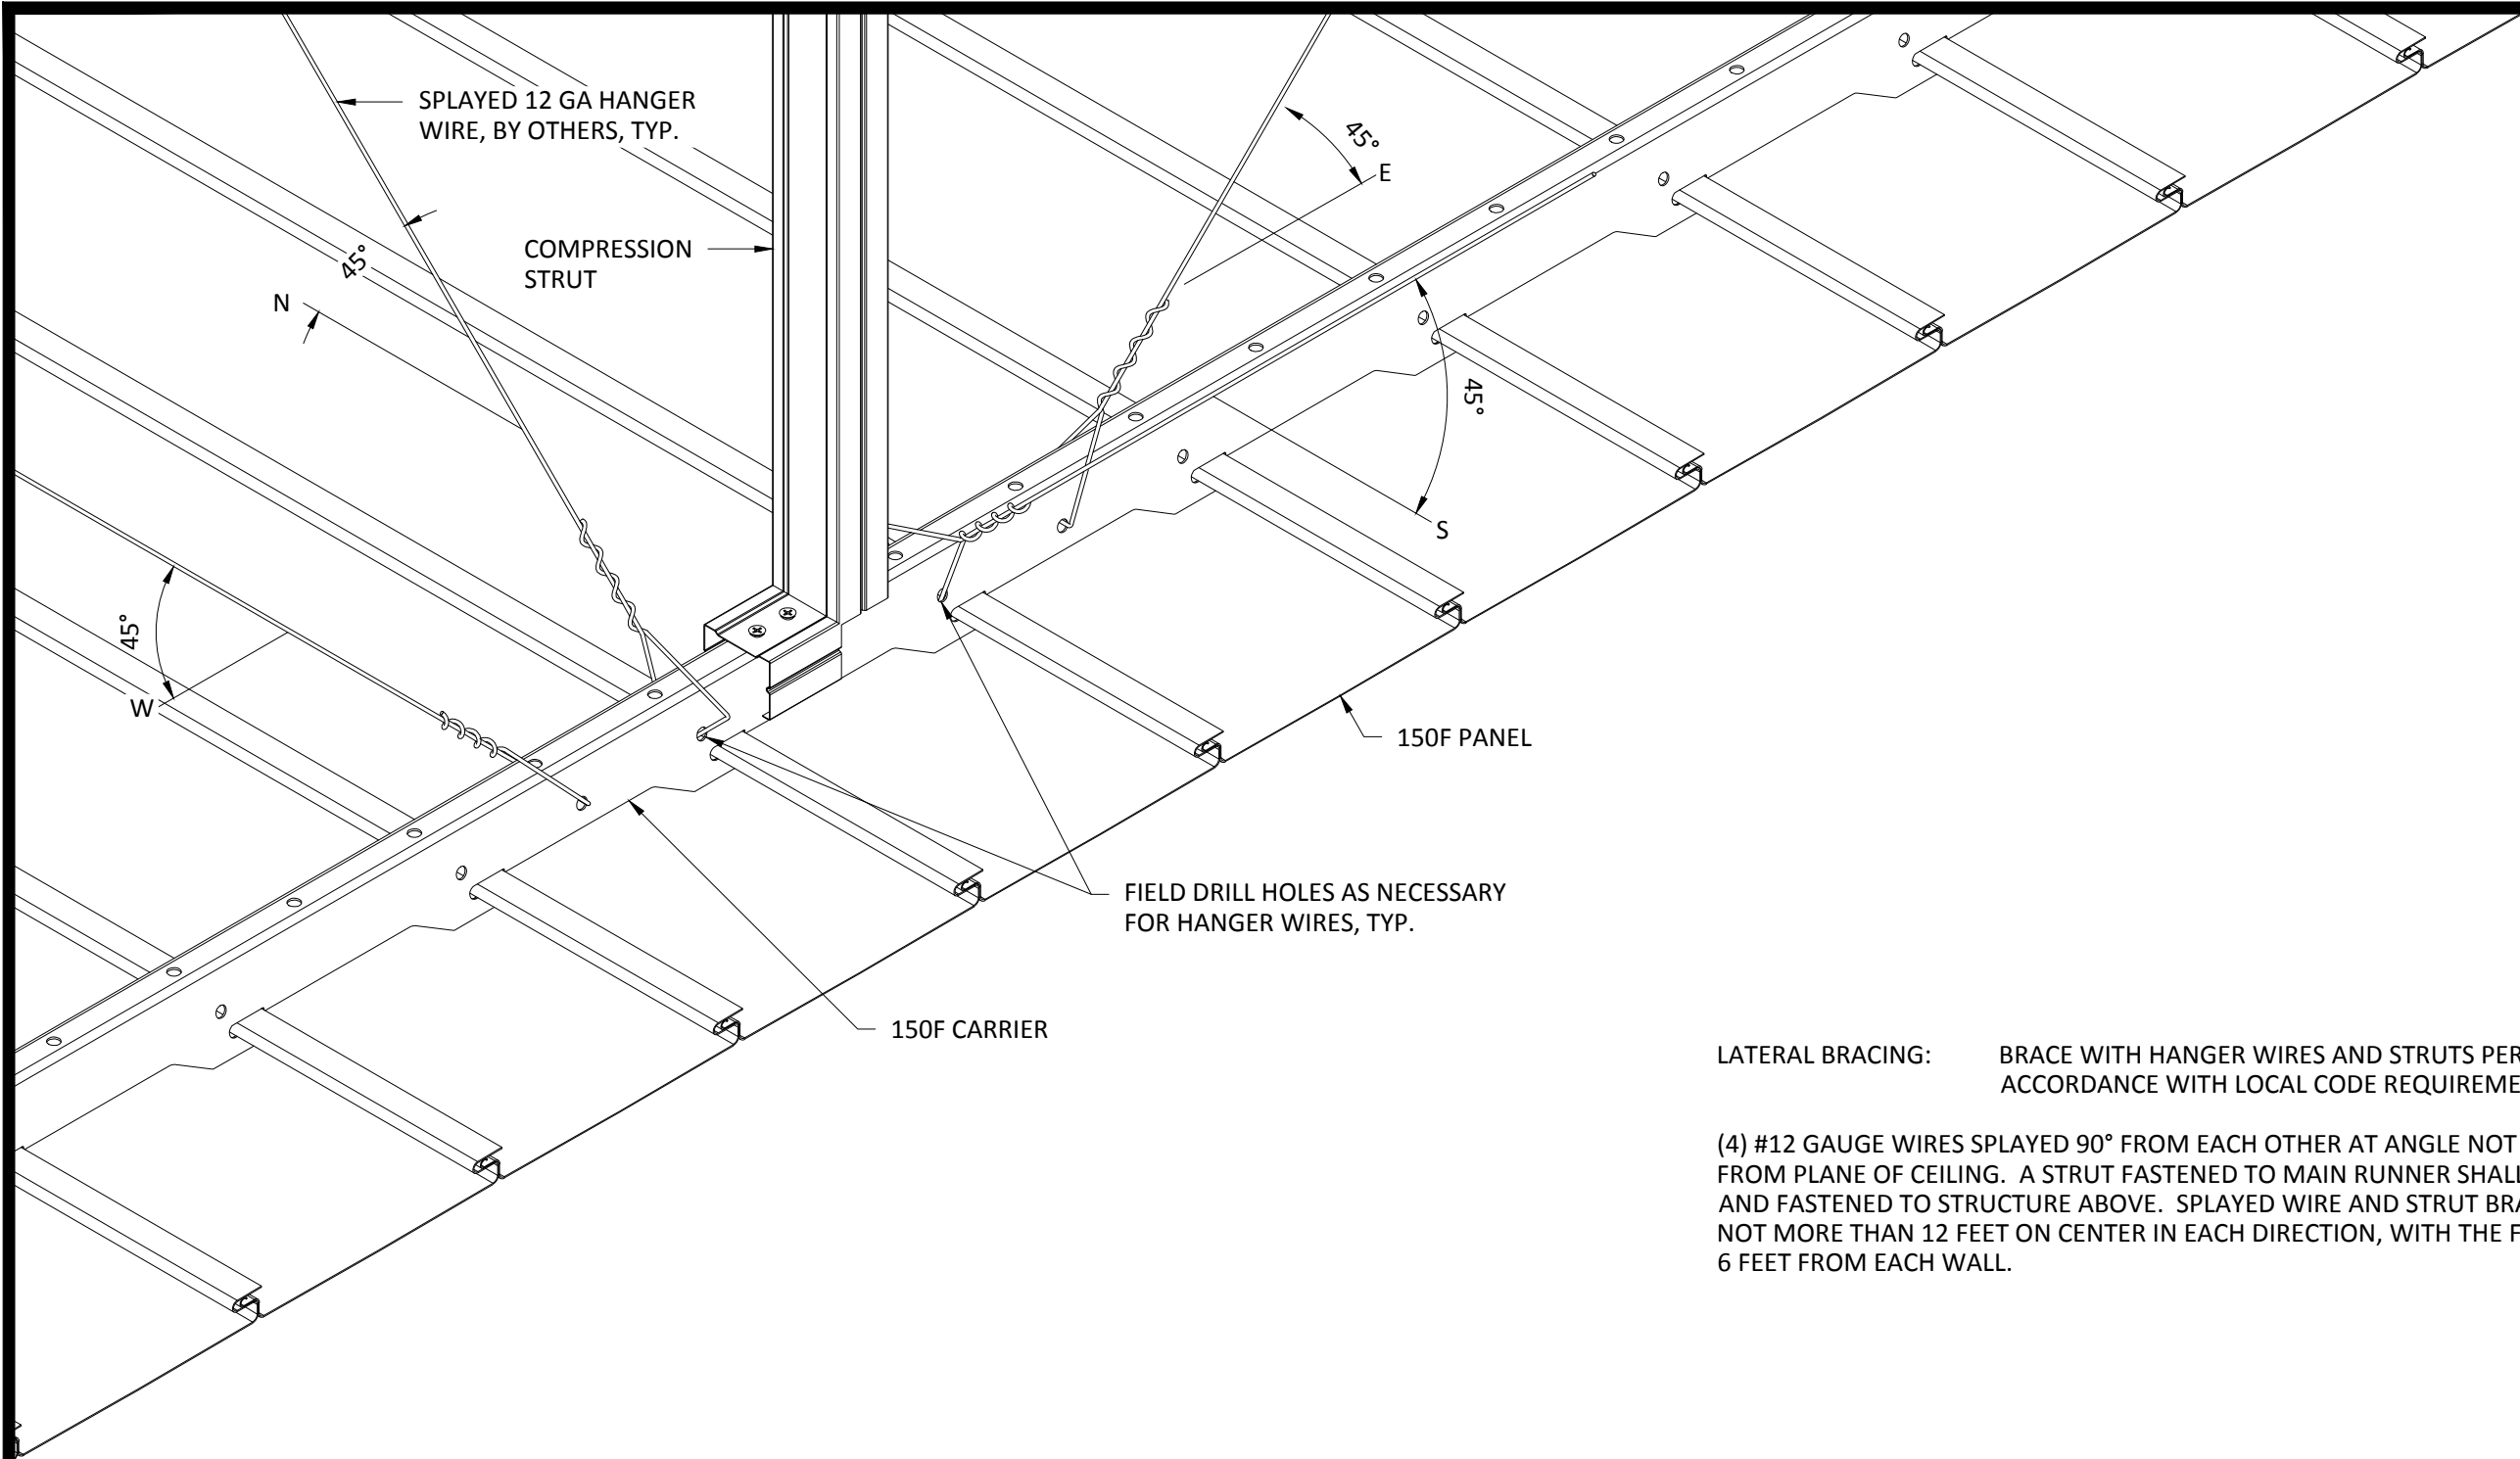 SPLAYED 12 GA HANGER
WIRE, BY OTHERS, TYP.
45°
E
COMPRESSION
STRUT
45°
N
45°
S
45°
W
150F PANEL
FIELD DRILL HOLES AS NECESSARY
FOR HANGER WIRES, TYP.
150F CARRIER
LATERAL BRACING: BRACE WITH HANGER WIRES AND STRUTS PER
ACCORDANCE WITH LOCAL CODE
(4) #12 GAUGE WIRES SPLAYED 90° FROM EACH OTHER AT ANGLE NOT
FROM PLANE OF CEILING. A STRUT FASTENED TO MAIN RUNNER SHALL
AND FASTENED TO STRUCTURE ABOVE. SPLAYED WIRE AND STRUT
NOT MORE THAN 12 FEET ON CENTER IN EACH DIRECTION, WITH THE
6 FEET FROM EACH WALL.